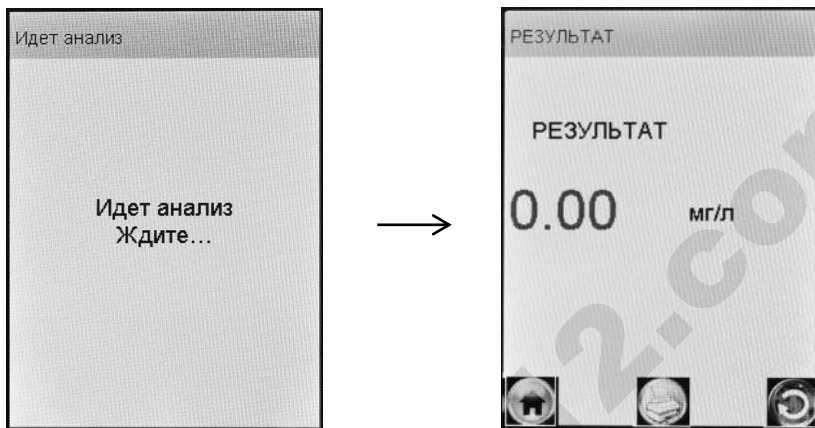 Идет анализ
Идет анализ
Ждите...
РЕЗУЛЬТАТ
РЕЗУЛЬТАТ
0.00 мг/л